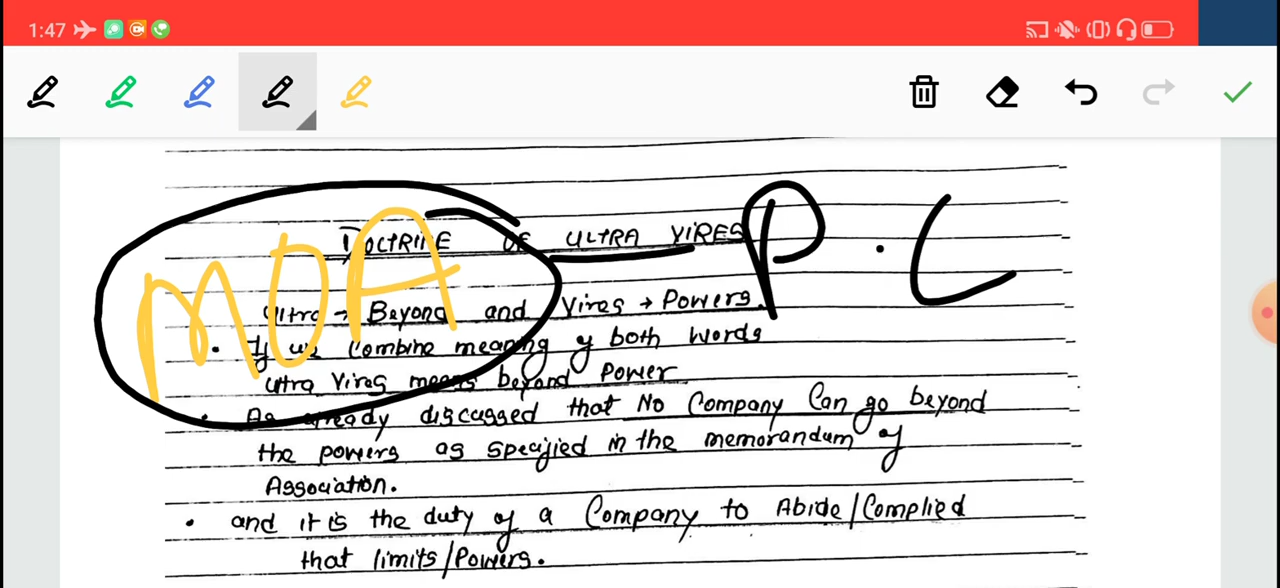 1:47
DOCTRINE OF ULTRA VIRES
P.C
MOA
Ultra → Beyond and Vires → Powers.
• If we Combine meaning of both words
Ultra Vires means beyond Power
• As already discussed that No Company Can go beyond
the powers as specified in the memorandum of
Association.
• and it is the duty of a Company to Abide/Complied
that limits/Powers.